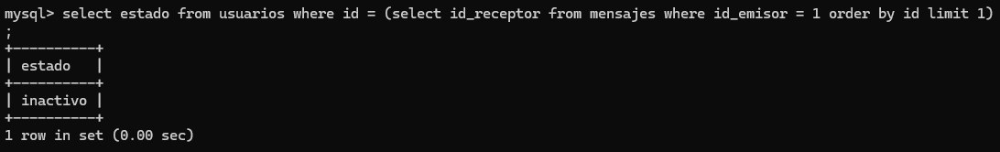 mysql> select estado from usuarios where id = (select id_receptor from mensajes where id_emisor = 1 order by id limit 1)
;
+----------+
| estado   |
+----------+
| inactivo |
+----------+
1 row in set (0.00 sec)